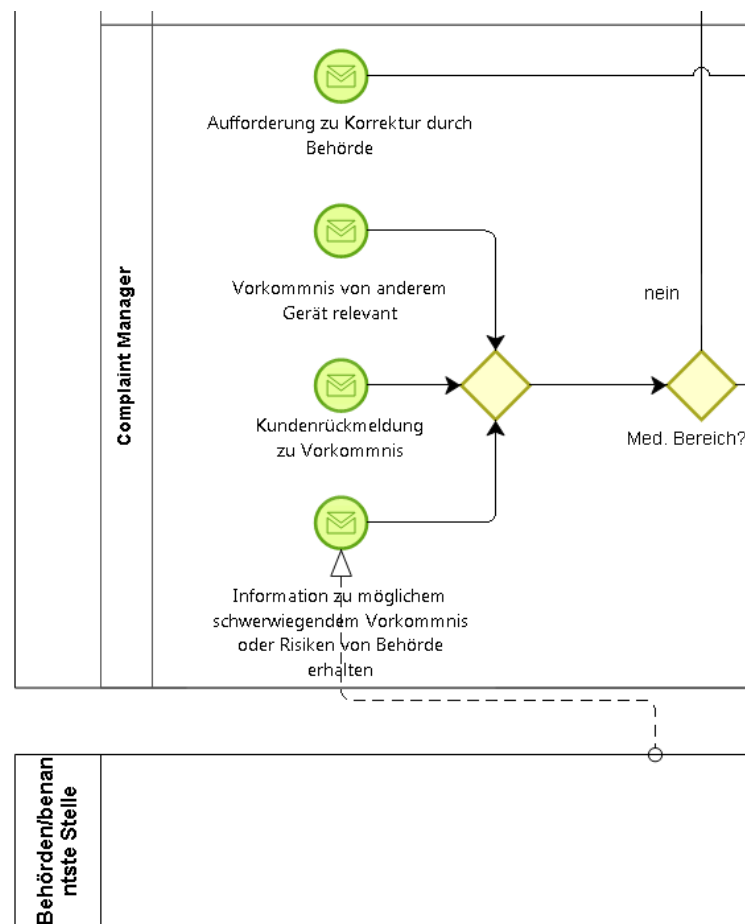 Complaint Manager
Aufforderung zu Korrektur durch
Behörde
Vorkommnis von anderem
Gerät relevant
nein
Kundenrückmeldung
zu Vorkommnis
Med. Bereich?
Information zu möglichem
schwerwiegendem Vorkommnis
oder Risiken von Behörde
erhalten
Behörden/benan
ntste Stelle